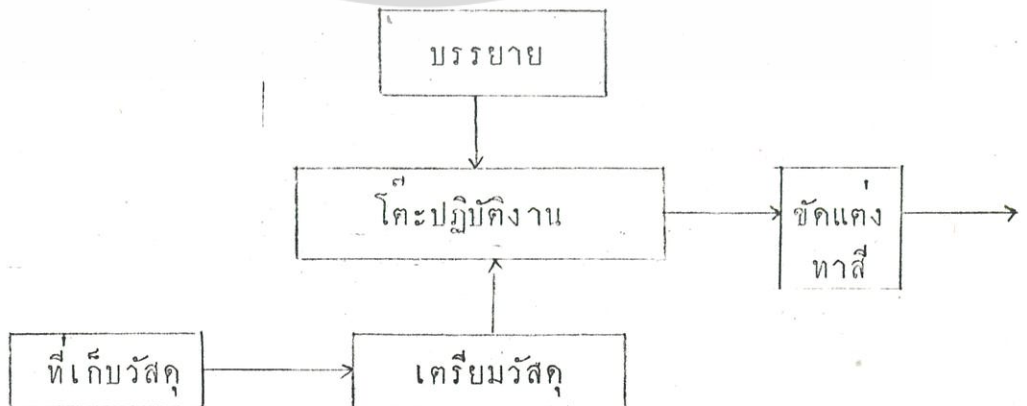 บรรยาย
โต๊ะปฏิบัติงาน
ขัดแต่ง
ทาสี
ที่เก็บวัสดุ
เตรียมวัสดุ